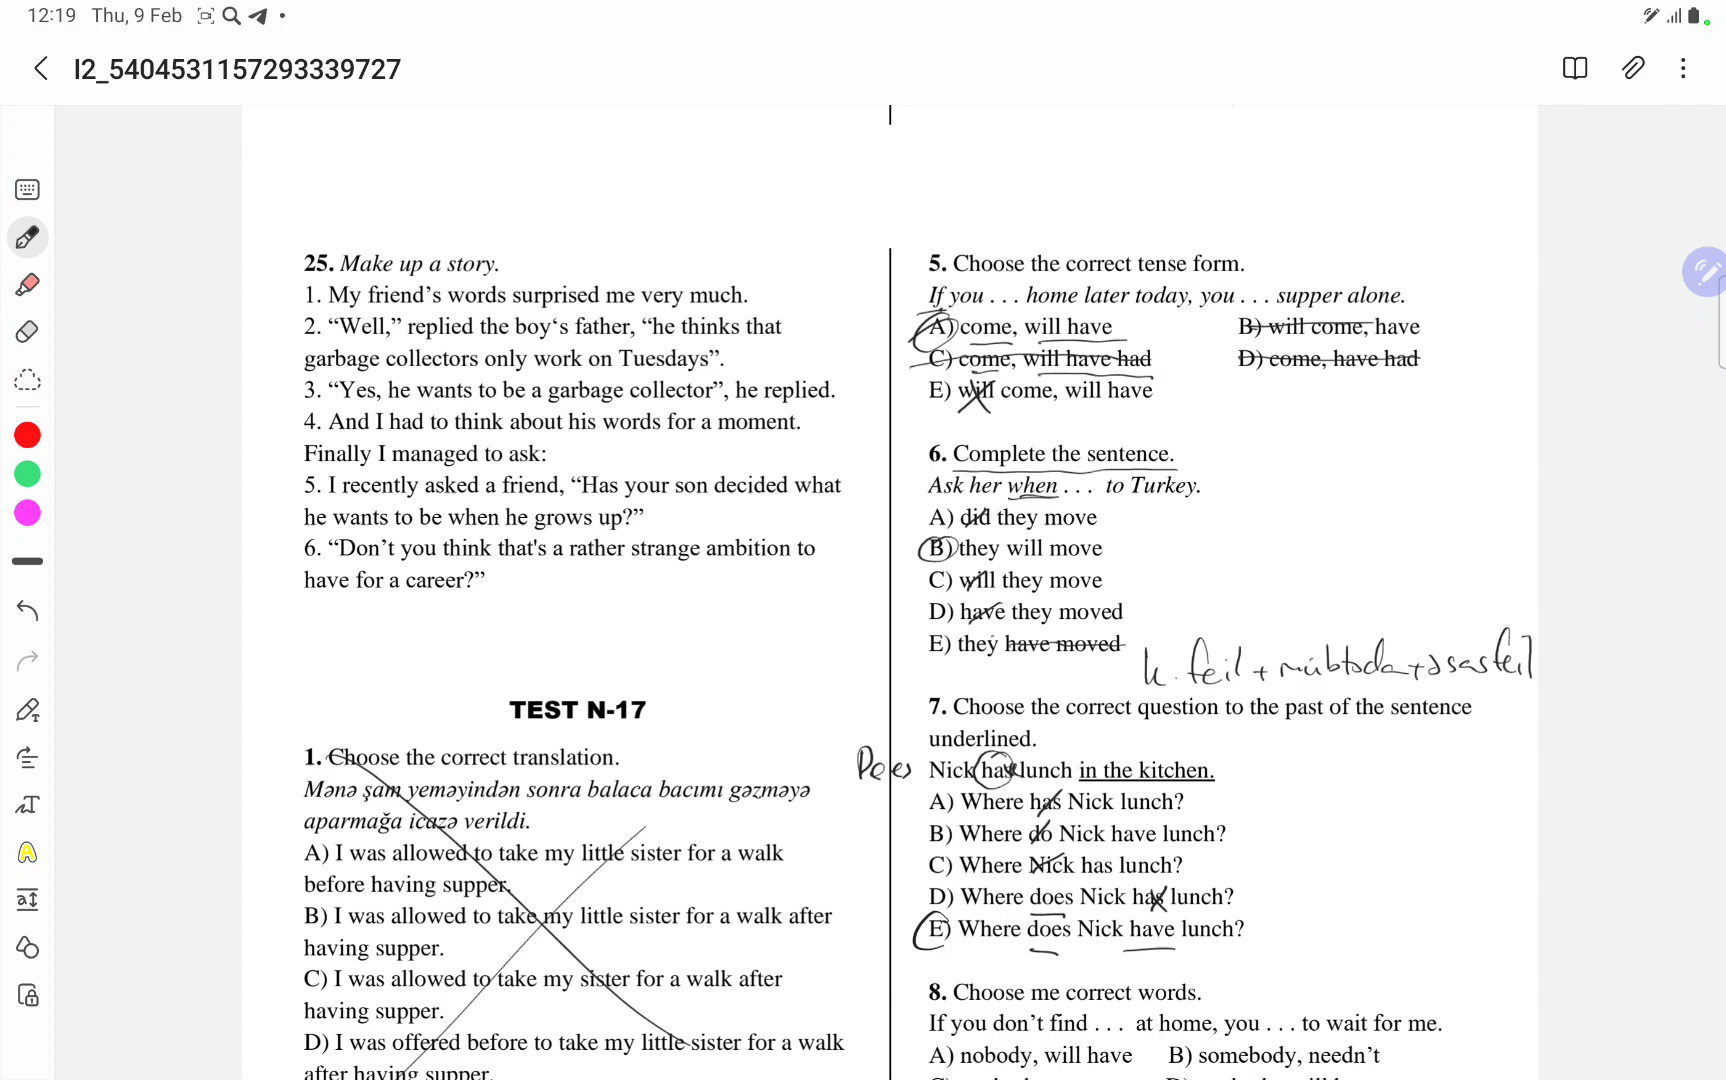 12:19 Thu, 9 Feb
I2_5404531157293339727
25. Make up a story.
1. My friend’s words surprised me very much.
2. “Well,” replied the boy‘s father, “he thinks that
garbage collectors only work on Tuesdays”.
3. “Yes, he wants to be a garbage collector”, he replied.
4. And I had to think about his words for a moment.
Finally I managed to ask:
5. I recently asked a friend, “Has your son decided what
he wants to be when he grows up?”
6. “Don’t you think that's a rather strange ambition to
have for a career?”
TEST N-17
1. Choose the correct translation.
Mənə şam yeməyindən sonra balaca bacımı gəzməyə
aparmağa icazə verildi.
A) I was allowed to take my little sister for a walk
before having supper.
B) I was allowed to take my little sister for a walk after
having supper.
C) I was allowed to take my sister for a walk after
having supper.
D) I was offered before to take my little sister for a walk
after having supper.
5. Choose the correct tense form.
If you . . . home later today, you . . . supper alone.
A) come, will have B) will come, have
C) come, will have had D) come, have had
E) will come, will have
6. Complete the sentence.
Ask her when . . . to Turkey.
A) did they move
B) they will move
C) will they move
D) have they moved
E) they have moved
k. feil + mübtəda + əsas feil
7. Choose the correct question to the past of the sentence
underlined.
Does Nick has lunch in the kitchen.
A) Where has Nick lunch?
B) Where do Nick have lunch?
C) Where Nick has lunch?
D) Where does Nick has lunch?
E) Where does Nick have lunch?
8. Choose me correct words.
If you don’t find . . . at home, you . . . to wait for me.
A) nobody, will have B) somebody, needn’t